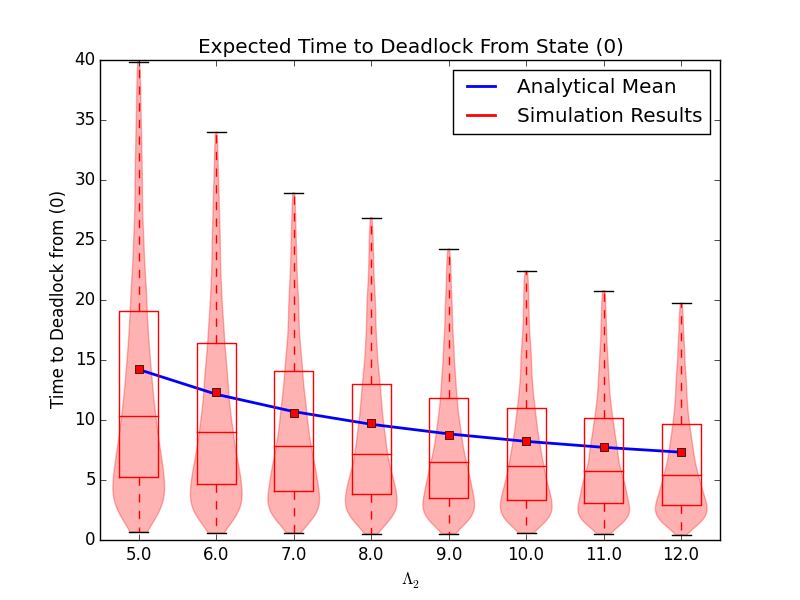 Expected Time to Deadlock From State (0)
Analytical Mean
Simulation Results
Time to Deadlock from (0)
40
35
30
25
20
15
10
5
0
5.0 6.0 7.0 8.0 9.0 10.0 11.0 12.0
Λ₂